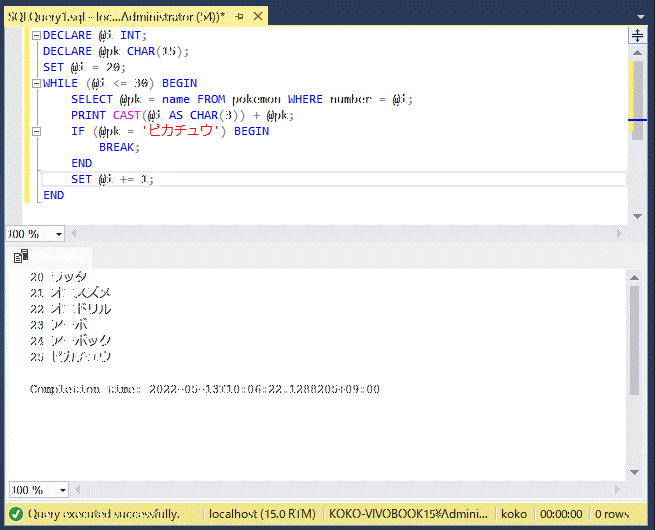 SQLQuery1.sql - loc...Administrator (54))*
DECLARE @i INT;
DECLARE @pk CHAR(15);
SET @i = 20;
WHILE (@i <= 30) BEGIN
SELECT @pk = name FROM pokemon WHERE number = @i;
PRINT CAST(@i AS CHAR(3)) + @pk;
IF (@pk = 'ピカチュウ') BEGIN
BREAK;
END
SET @i += 1;
END
100 %
Messages
20 ラッタ
21 オニスズメ
22 オニドリル
23 アーボ
24 アーボック
25 ピカチュウ
Completion time: 2022-05-13T10:06:22.1288205+09:00
100 %
Query executed successfully.
localhost (15.0 RTM)
KOKO-VIVOBOOK15¥Admini...
koko
00:00:00
0 rows